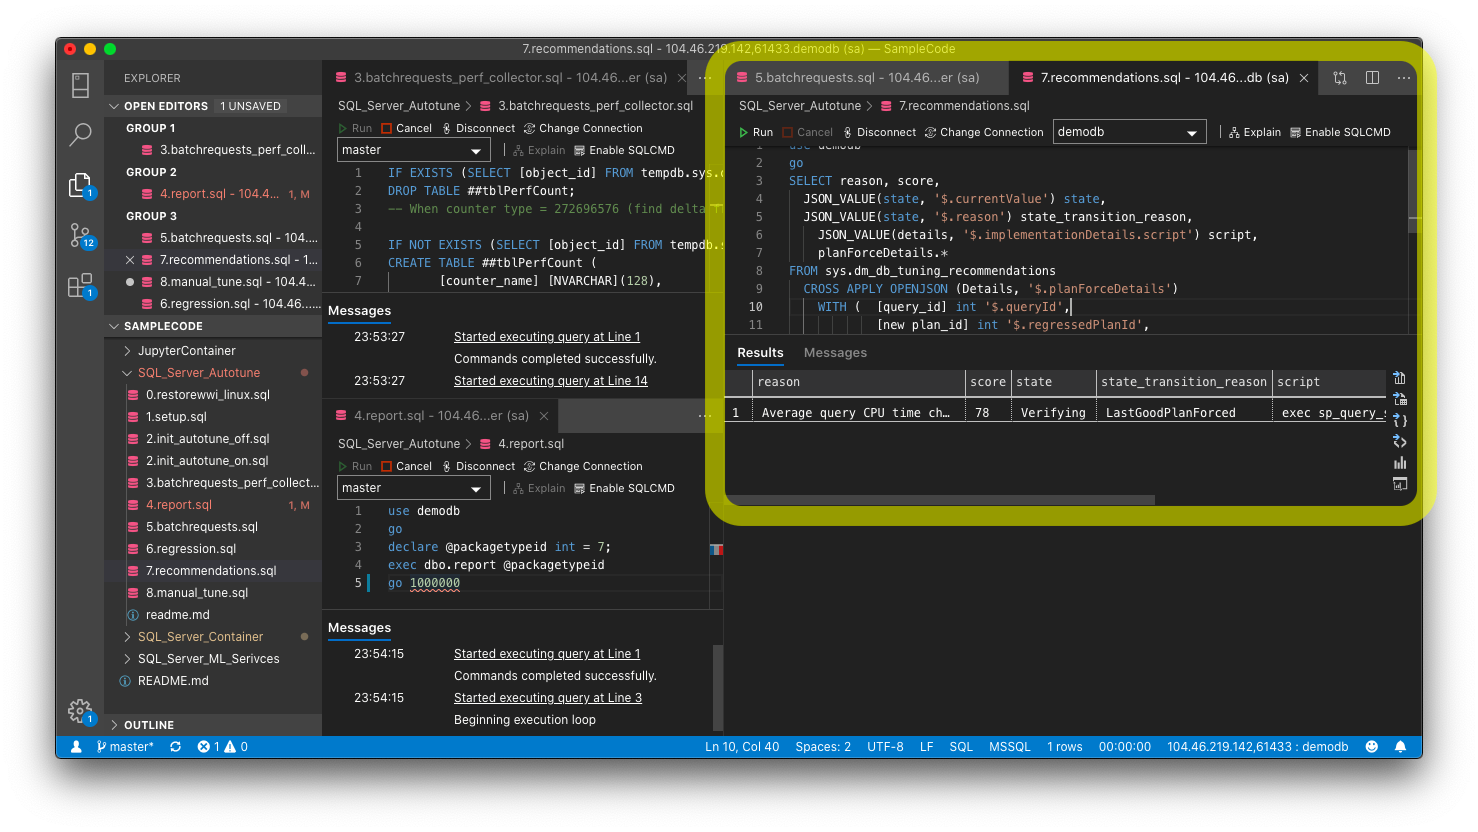 7.recommendations.sql - 104.46.219.142,61433.demodb (sa) — SampleCode
EXPLORER
OPEN EDITORS 1 UNSAVED
GROUP 1
3.batchrequests_perf_coll...
GROUP 2
4.report.sql - 104.4... 1, M
GROUP 3
5.batchrequests.sql - 104....
7.recommendations.sql - 1...
8.manual_tune.sql - 104....
6.regression.sql - 104.46....
SAMPLECODE
JupyterContainer
SQL_Server_Autotune
0.restorewwi_linux.sql
1.setup.sql
2.init_autotune_off.sql
2.init_autotune_on.sql
3.batchrequests_perf_collect...
4.report.sql 1, M
5.batchrequests.sql
6.regression.sql
7.recommendations.sql
8.manual_tune.sql
readme.md
SQL_Server_Container
SQL_Server_ML_Serivces
README.md
OUTLINE
1
12
1
1
3.batchrequests_perf_collector.sql - 104.46...er (sa)
SQL_Server_Autotune > 3.batchrequests_perf_collector.sql
Run Cancel Disconnect Change Connection
master Explain Enable SQLCMD
1 IF EXISTS (SELECT [object_id] FROM tempdb.sys.
2 DROP TABLE ##tblPerfCount;
3 -- When counter type = 272696576 (find delta
4
5 IF NOT EXISTS (SELECT [object_id] FROM tempdb.s
6 CREATE TABLE ##tblPerfCount (
7 [counter_name] [NVARCHAR](128),
Messages
23:53:27 Started executing query at Line 1
Commands completed successfully.
23:53:27 Started executing query at Line 14
4.report.sql - 104.46...er (sa)
SQL_Server_Autotune > 4.report.sql
Run Cancel Disconnect Change Connection
master Explain Enable SQLCMD
1 use demodb
2 go
3 declare @packagetypeid int = 7;
4 exec dbo.report @packagetypeid
5 go 1000000
Messages
23:54:15 Started executing query at Line 1
Commands completed successfully.
23:54:15 Started executing query at Line 3
Beginning execution loop
5.batchrequests.sql - 104.46...er (sa) 7.recommendations.sql - 104.46...db (sa)
SQL_Server_Autotune > 7.recommendations.sql
Run Cancel Disconnect Change Connection demodb Explain Enable SQLCMD
1 use demodb
2 go
3 SELECT reason, score,
4 JSON_VALUE(state, '$.currentValue') state,
5 JSON_VALUE(state, '$.reason') state_transition_reason,
6 JSON_VALUE(details, '$.implementationDetails.script') script,
7 planForceDetails.*
8 FROM sys.dm_db_tuning_recommendations
9 CROSS APPLY OPENJSON (Details, '$.planForceDetails')
10 WITH ( [query_id] int '$.queryId',
11 [new plan_id] int '$.regressedPlanId',
Results Messages
reason score state state_transition_reason script
1 Average query CPU time ch… 78 Verifying LastGoodPlanForced exec sp_query_s
master* 1 0 Ln 10, Col 40 Spaces: 2 UTF-8 LF SQL MSSQL 1 rows 00:00:00 104.46.219.142,61433 : demodb